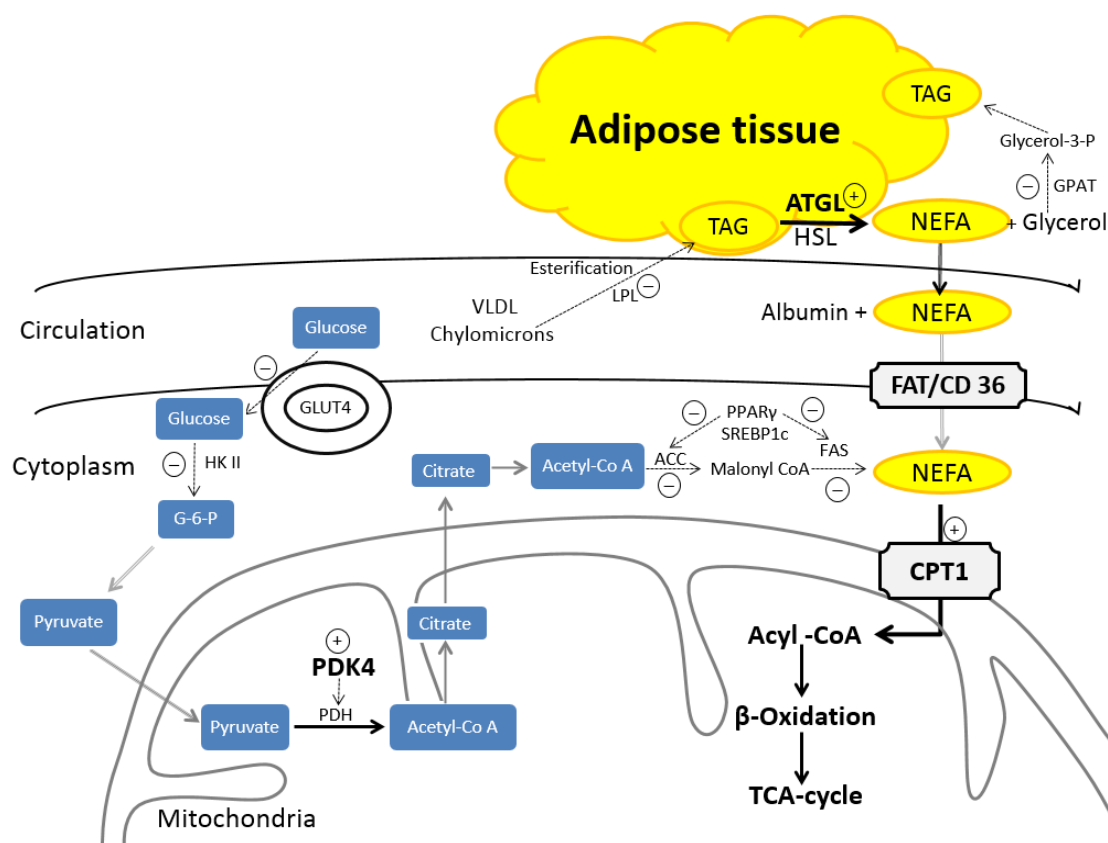 TAG
Adipose tissue
Glycerol-3-P
−
GPAT
ATGL +
TAG
HSL
NEFA
+ Glycerol
Esterification
LPL −
VLDL
Chylomicrons
Circulation
Glucose
Albumin +
NEFA
−
GLUT4
FAT/CD 36
Glucose
Cytoplasm
−
HK II
− PPARγ −
SREBP1c
Citrate
Acetyl-Co A
ACC
−
Malonyl CoA
FAS
−
NEFA
G-6-P
+
CPT1
Pyruvate
Citrate
Acyl -CoA
+
PDK4
PDH
Pyruvate
Acetyl-Co A
β-Oxidation
TCA-cycle
Mitochondria